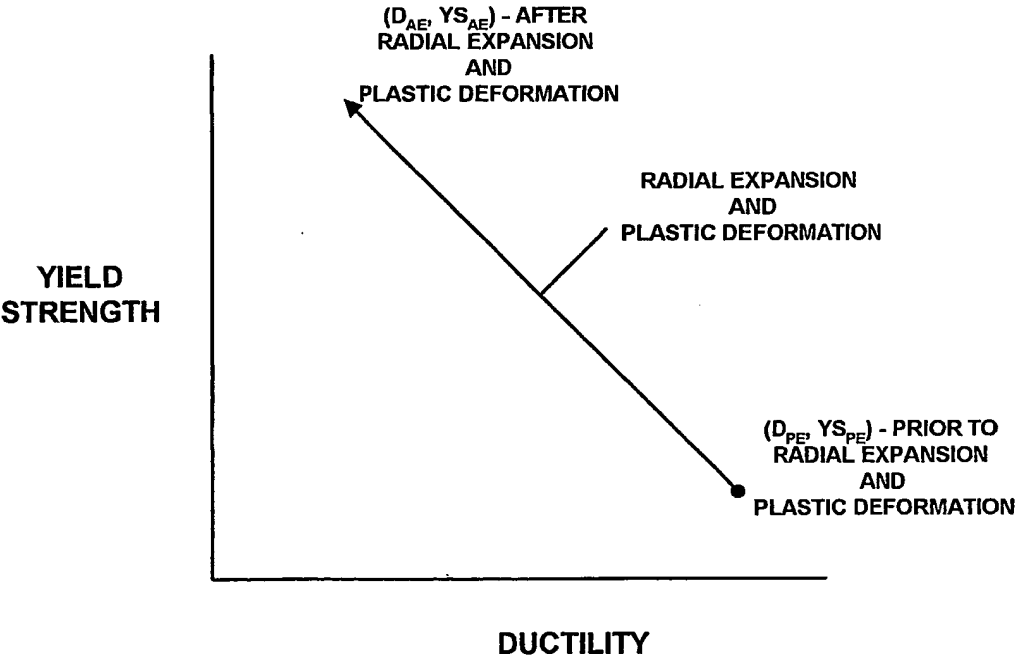 (D_AE, YS_AE) - AFTER
RADIAL EXPANSION
AND
PLASTIC DEFORMATION
RADIAL EXPANSION
AND
PLASTIC DEFORMATION
YIELD
STRENGTH
(D_PE, YS_PE) - PRIOR TO
RADIAL EXPANSION
AND
PLASTIC DEFORMATION
DUCTILITY